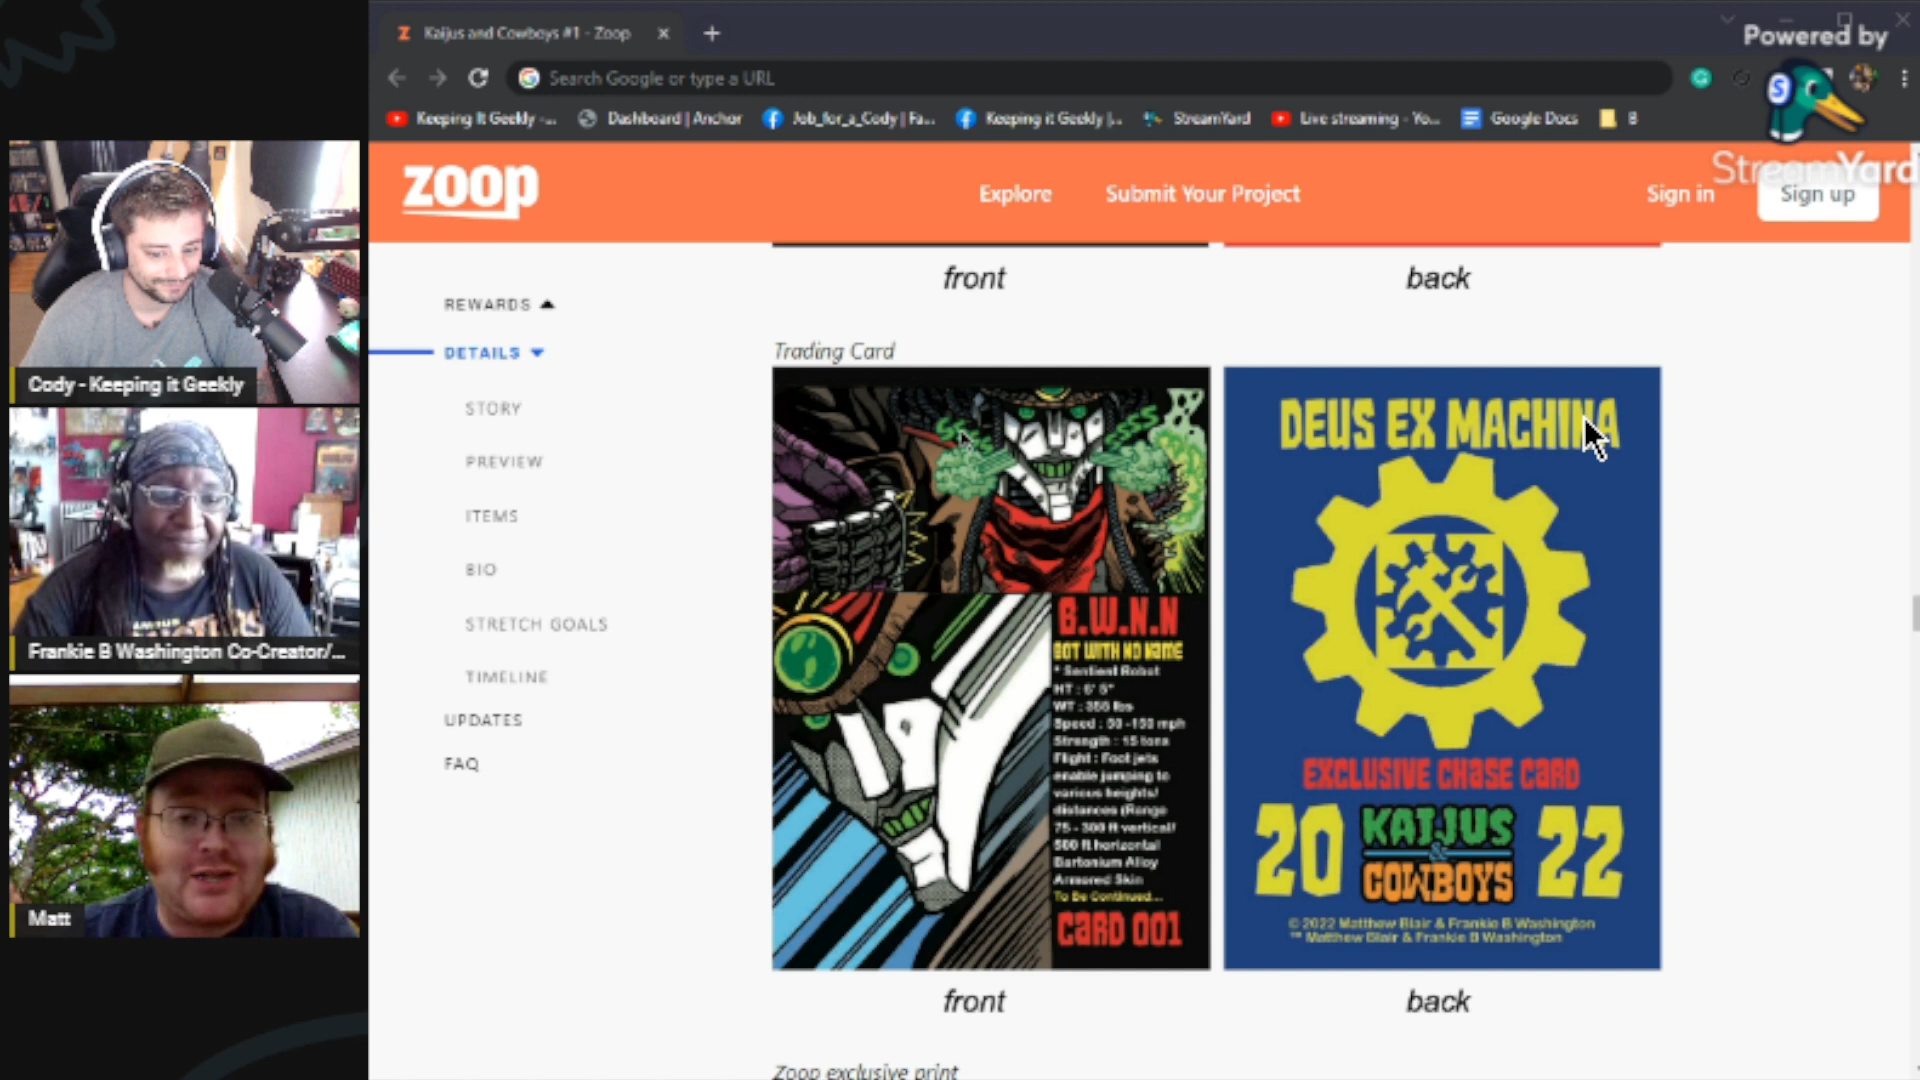 Kaijus and Cowboys #1 - Zoop
Powered by
Search Google or type a URL
Keeping It Geekly -...
Dashboard | Anchor
Job_for_a_Cody | Fa...
Keeping it Geekly |...
StreamYard
Live streaming - Yo...
Google Docs
B
StreamYard
zoop
Explore
Submit Your Project
Sign in
Sign up
front
back
REWARDS
DETAILS
STORY
PREVIEW
ITEMS
BIO
STRETCH GOALS
TIMELINE
UPDATES
FAQ
Cody - Keeping it Geekly
Frankie B Washington Co-Creator/...
Matt
Trading Card
B.W.N.N
BOT WITH NO NAME
* Sentient Robot
HT : 6' 5"
WT : 355 lbs
Speed : 50 -150 mph
Strength : 15 tons
Flight : Foot jets
enable jumping to
various heights/
distances (Range
75 - 300 ft vertical/
500 ft horizontal
Bartonium Alloy
Armored Skin
To Be Continued...
CARD 001
DEUS EX MACHINA
EXCLUSIVE CHASE CARD
20 KAIJUS & COWBOYS 22
© 2022 Matthew Blair & Frankie B Washington
™ Matthew Blair & Frankie B Washington
front
back
Zoop exclusive print